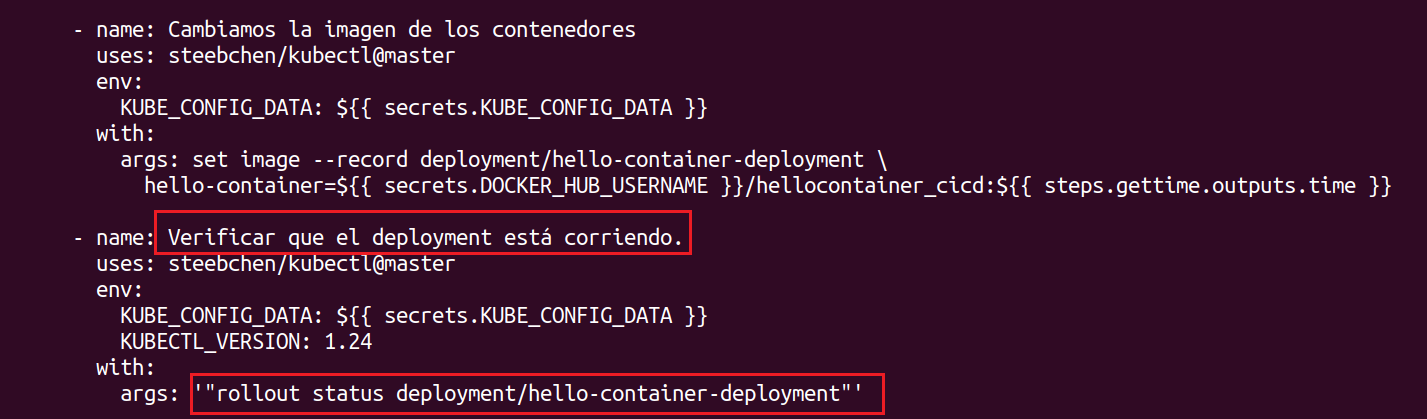 - name: Cambiamos la imagen de los contenedores
uses: steebchen/kubectl@master
env:
KUBE_CONFIG_DATA: ${{ secrets.KUBE_CONFIG_DATA }}
with:
args: set image --record deployment/hello-container-deployment \
hello-container=${{ secrets.DOCKER_HUB_USERNAME }}/hellocontainer_cicd:${{ steps.gettime.outputs.time }}
- name: Verificar que el deployment está corriendo.
uses: steebchen/kubectl@master
env:
KUBE_CONFIG_DATA: ${{ secrets.KUBE_CONFIG_DATA }}
KUBECTL_VERSION: 1.24
with:
args: '"rollout status deployment/hello-container-deployment"'